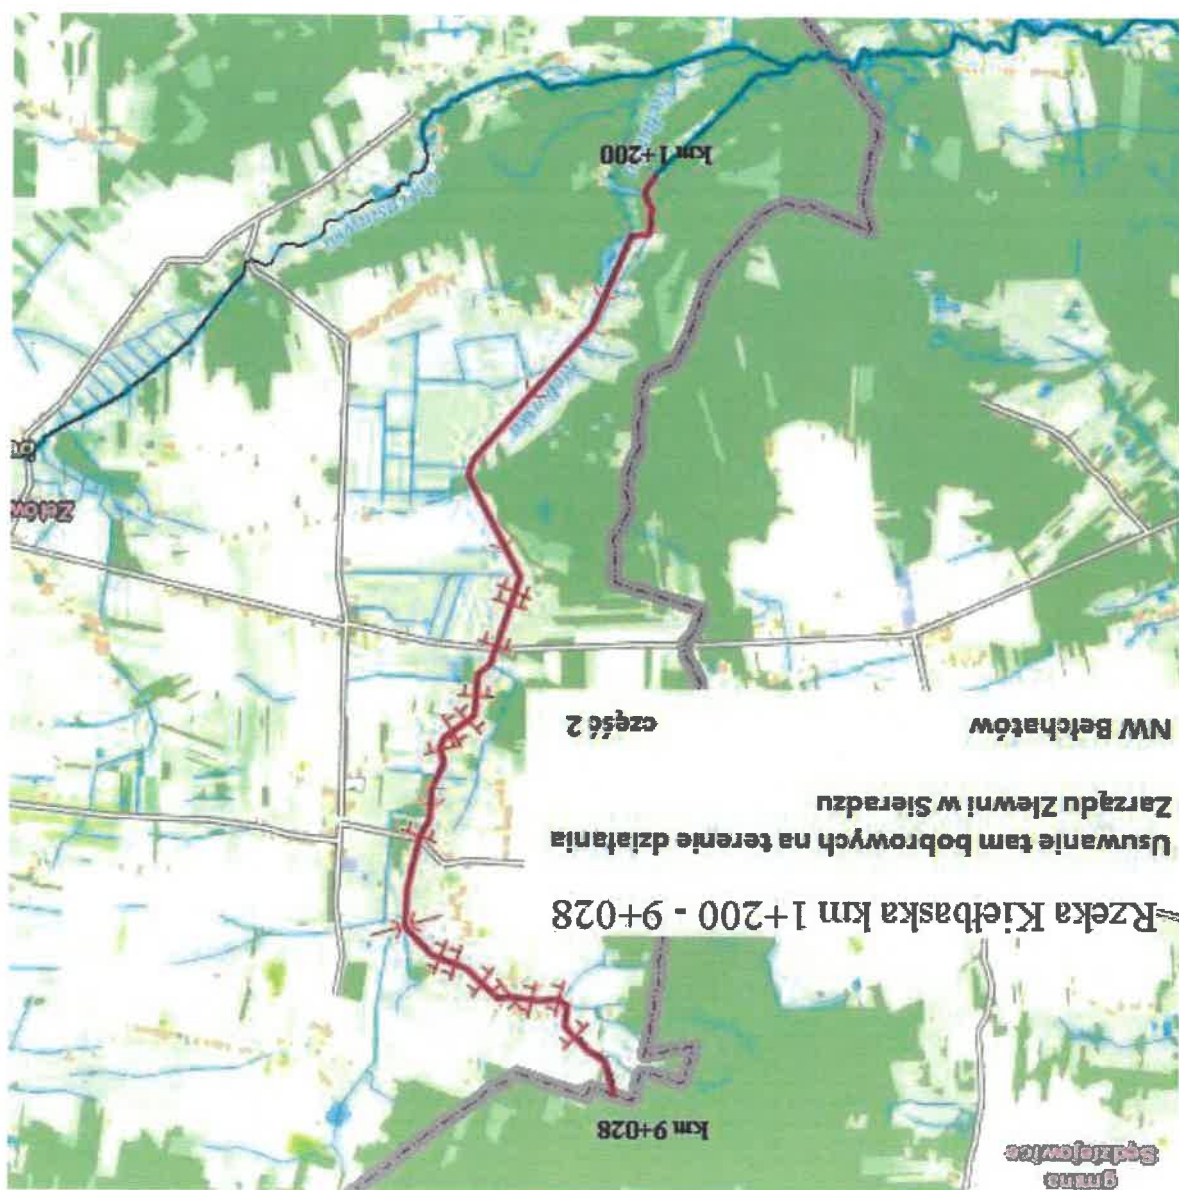 gmina
Sędziejowice
km 9+028
Rzeka Kiełbaska km 1+200 - 9+028
Usuwanie tam bobrowych na terenie działania
Zarządu Zlewni w Sieradzu
NW Bełchatów część 2
Zelów
km 1+200